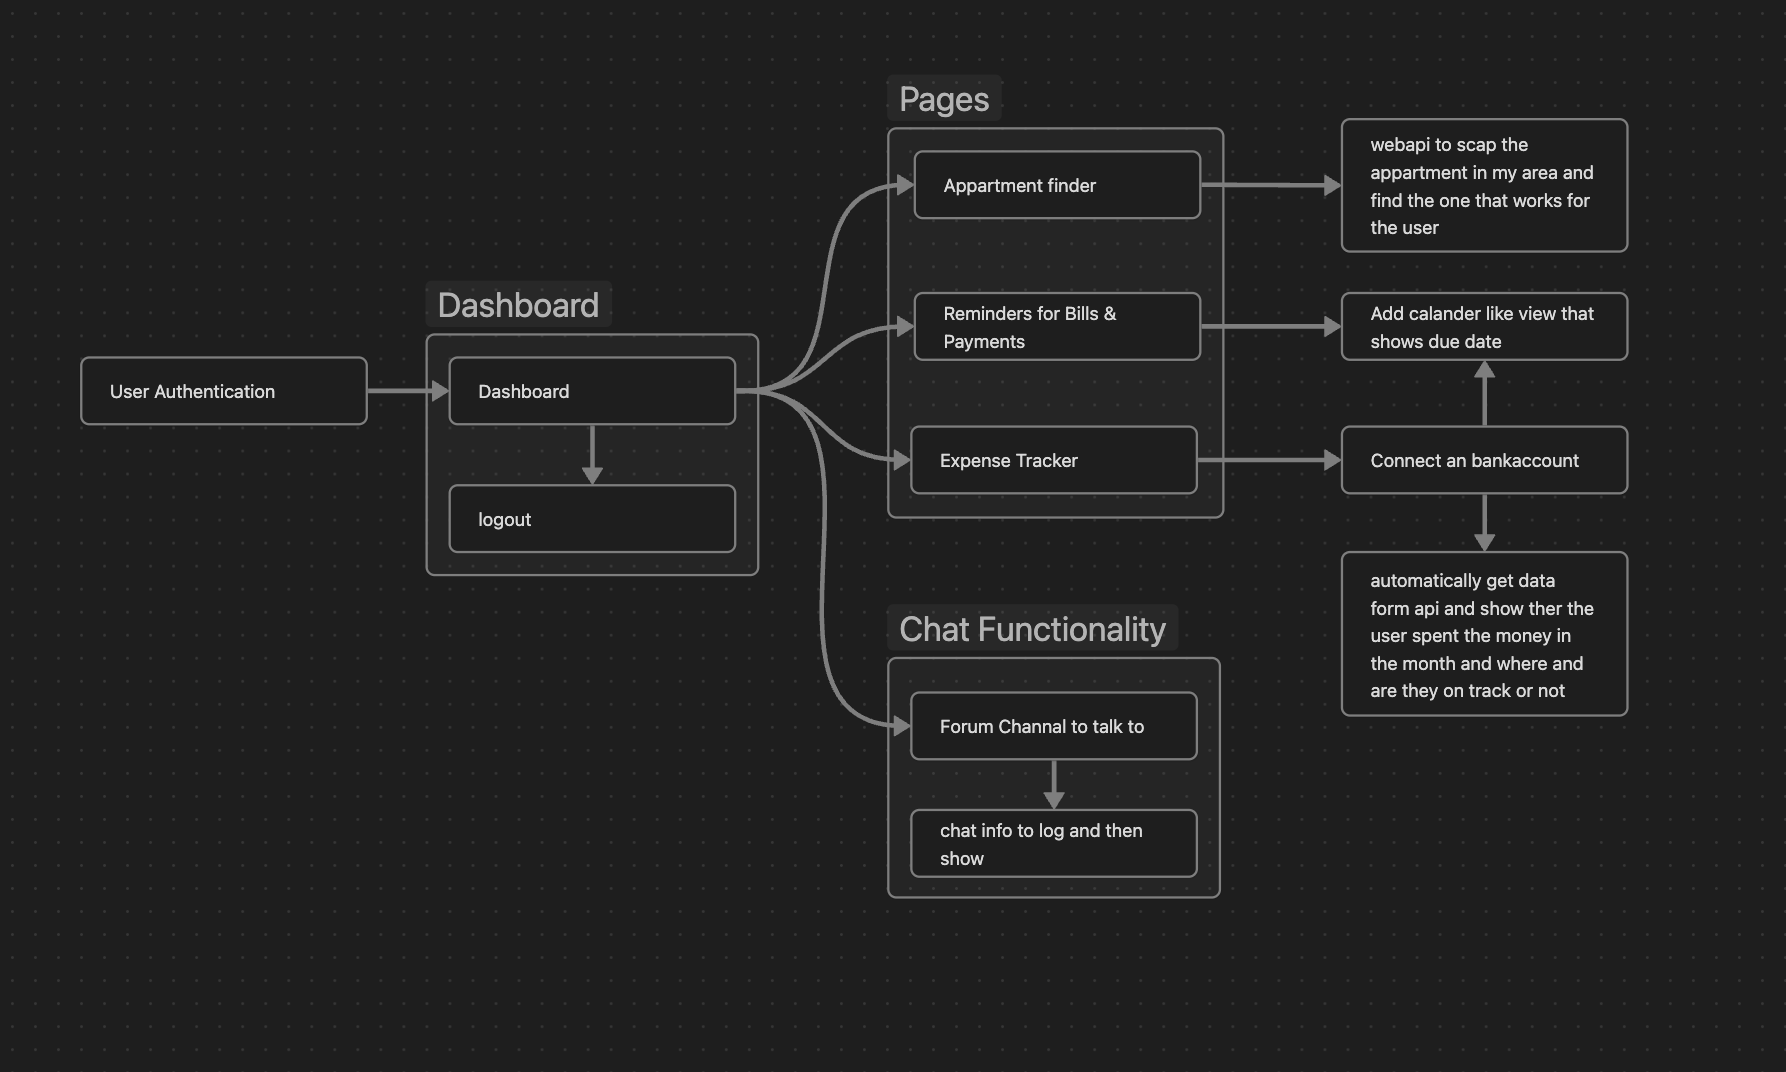 Pages
Appartment finder
webapi to scap the
appartment in my area and
find the one that works for
the user
Dashboard
Reminders for Bills &
Payments
Add calander like view that
shows due date
User Authentication
Dashboard
logout
Expense Tracker
Connect an bankaccount
automatically get data
form api and show ther the
user spent the money in
the month and where and
are they on track or not
Chat Functionality
Forum Channal to talk to
chat info to log and then
show